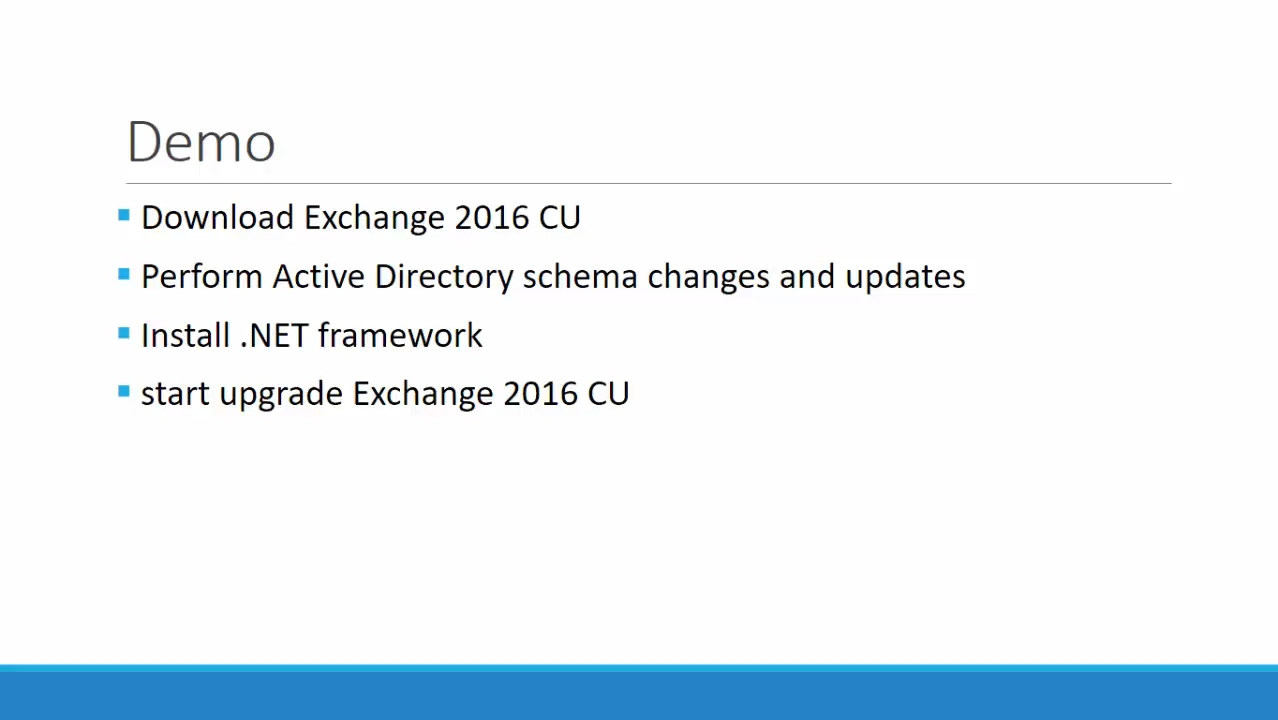 Demo
Download Exchange 2016 CU
Perform Active Directory schema changes and updates
Install .NET framework
start upgrade Exchange 2016 CU